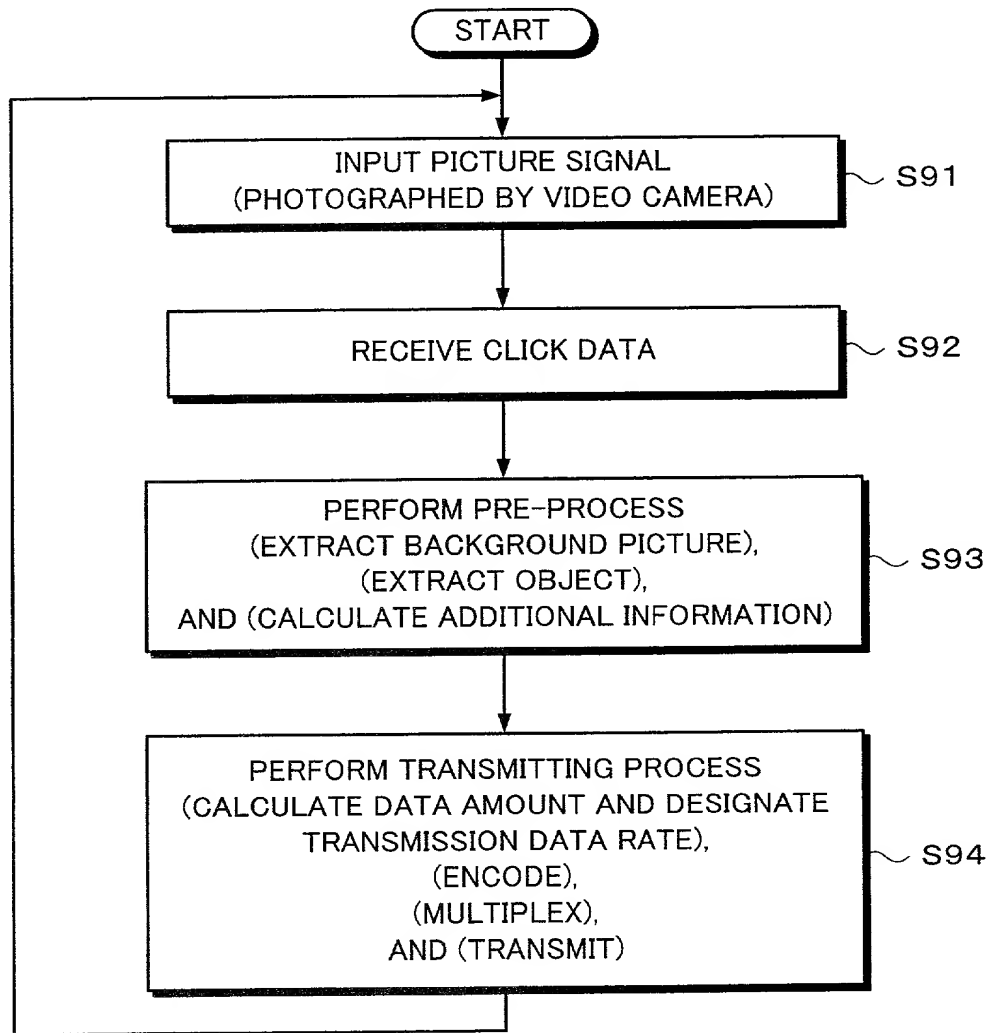 START
INPUT PICTURE SIGNAL
(PHOTOGRAPHED BY VIDEO CAMERA)
S91
RECEIVE CLICK DATA
S92
PERFORM PRE-PROCESS
(EXTRACT BACKGROUND PICTURE),
(EXTRACT OBJECT),
AND (CALCULATE ADDITIONAL INFORMATION)
S93
PERFORM TRANSMITTING PROCESS
(CALCULATE DATA AMOUNT AND DESIGNATE
TRANSMISSION DATA RATE),
(ENCODE),
(MULTIPLEX),
AND (TRANSMIT)
S94